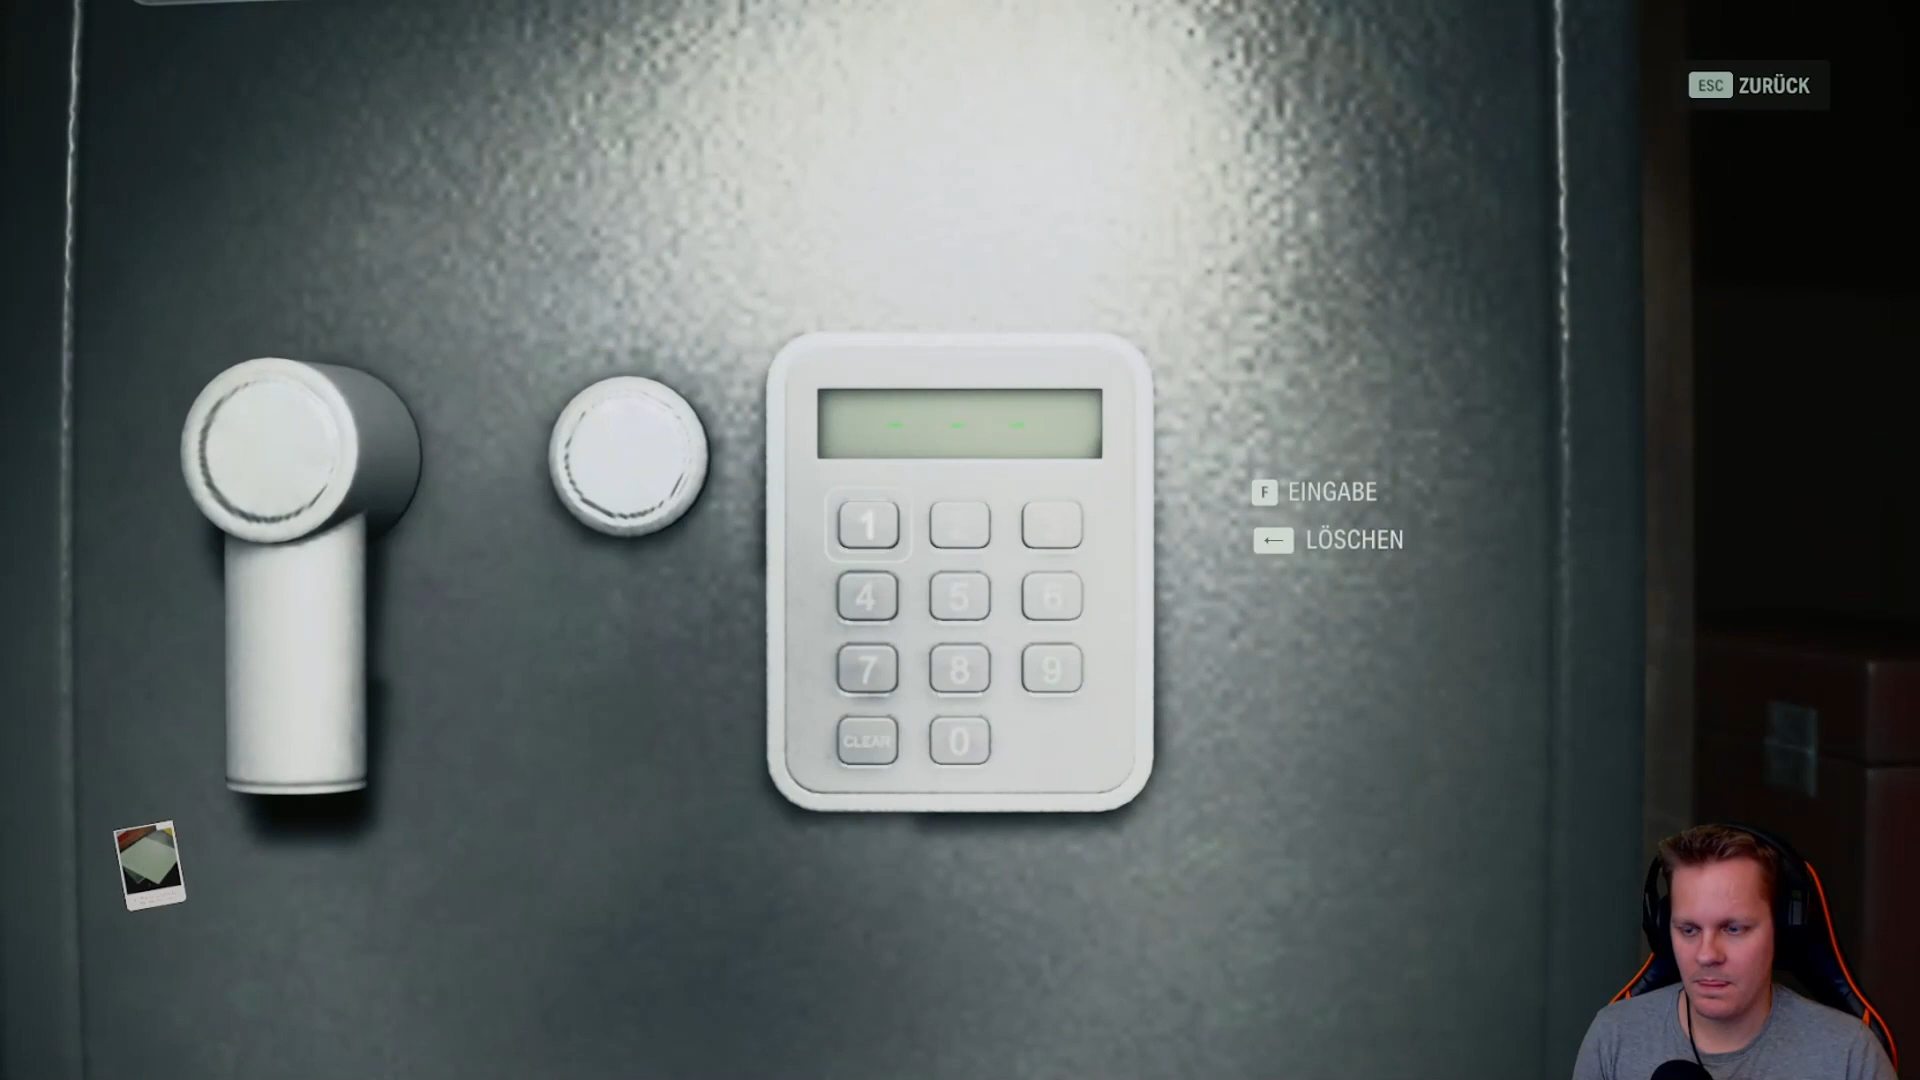 ESC ZURÜCK
F EINGABE
← LÖSCHEN
1
4 5 6
7 8 9
CLEAR 0